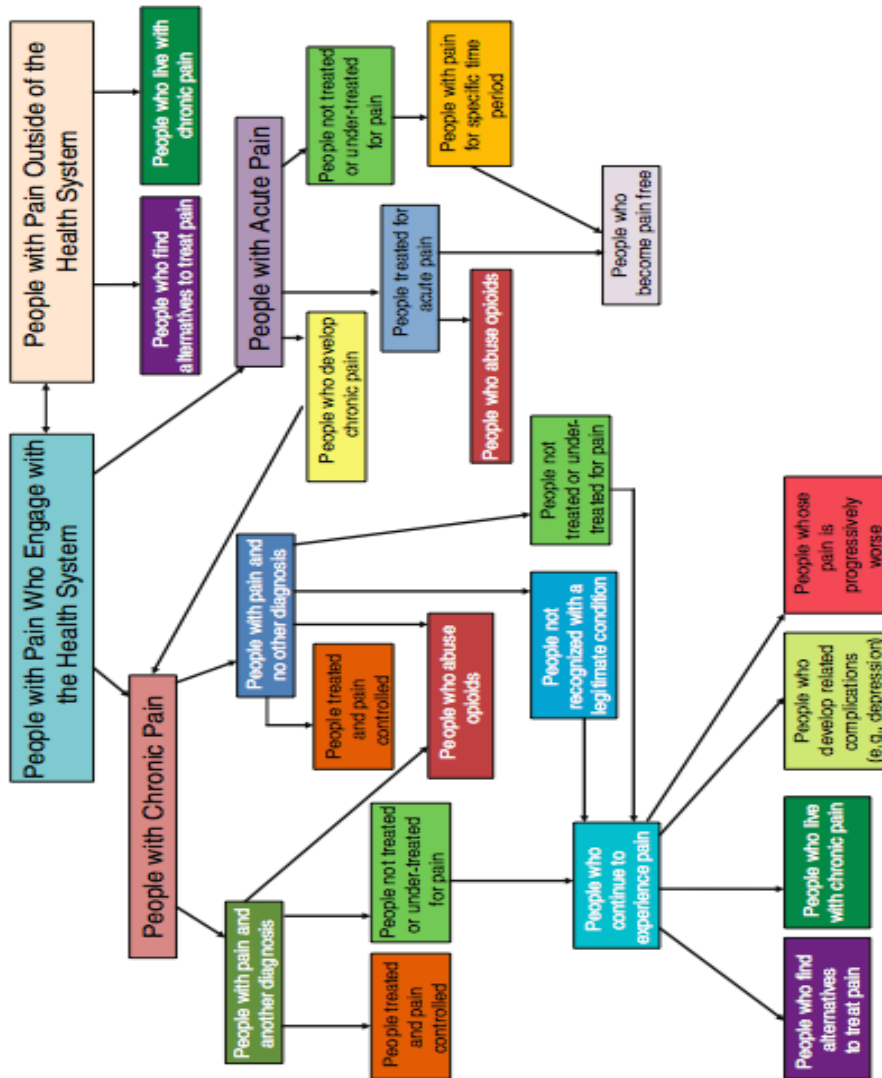 People with Pain Who Engage with
the Health System
People with Pain Outside of the
Health System
People with Chronic Pain
People who find
alternatives to treat pain
People who live with
chronic pain
People with pain and
another diagnosis
People with pain and
no other diagnosis
People with Acute Pain
People treated
and pain
controlled
People not treated
or under-treated
for pain
People treated
and pain
controlled
People who abuse
opioids
People not
recognized with a
legitimate condition
People not
treated or under-
treated for pain
People who develop
chronic pain
People treated for
acute pain
People not treated
or under-treated
for pain
People who abuse opioids
People with pain
for specific time
period
People who
continue to
experience pain
People who
become pain free
People who find
alternatives
to treat pain
People who live
with chronic pain
People who
develop related
complications
(e.g., depression)
People whose
pain is
progressively
worse